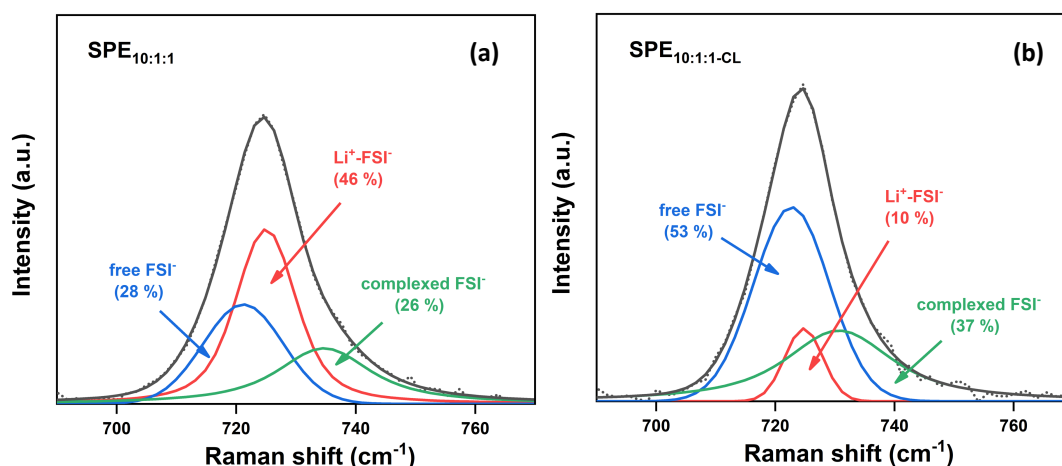 SPE10:1:1
(a)
Li⁺-FSI⁻
(46 %)
free FSI⁻
(28 %)
complexed FSI⁻
(26 %)
Intensity (a.u.)
700
720
740
760
Raman shift (cm⁻¹)
SPE10:1:1-CL
(b)
free FSI⁻
(53 %)
Li⁺-FSI⁻
(10 %)
complexed FSI⁻
(37 %)
Intensity (a.u.)
700
720
740
760
Raman shift (cm⁻¹)